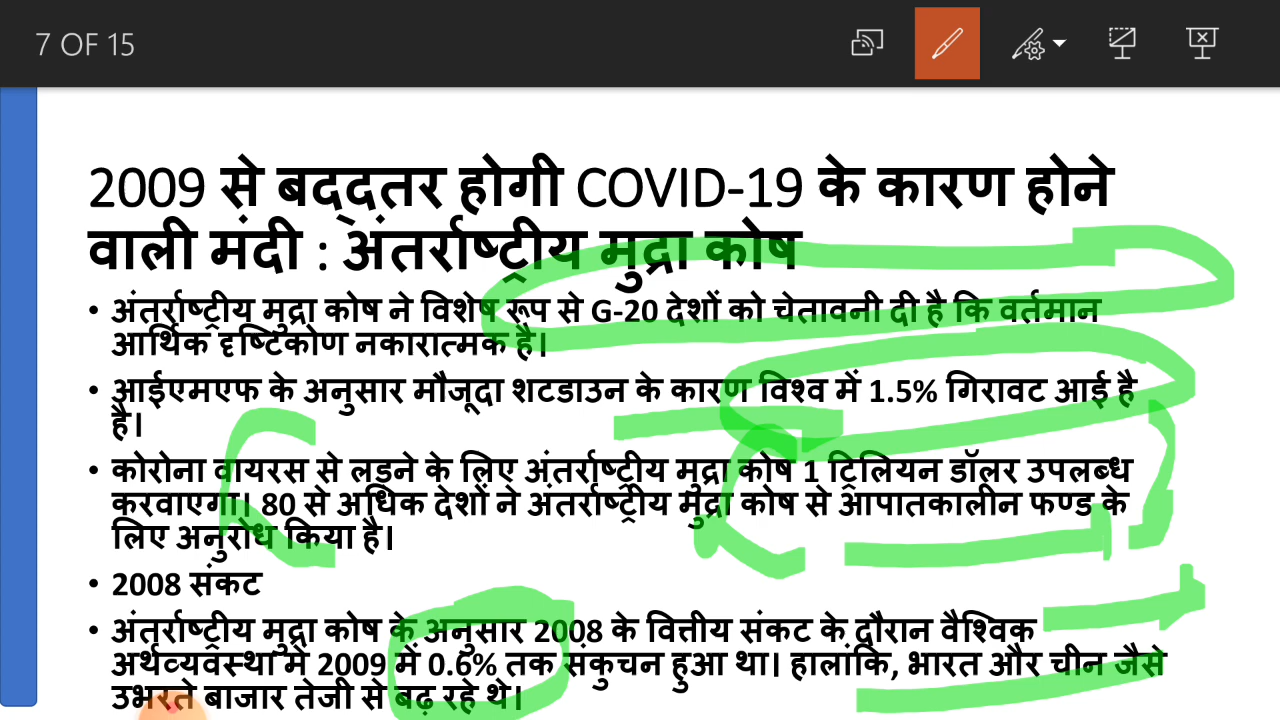 7 OF 15
2009 से बद्द्तर होगी COVID-19 के कारण होने
वाली मंदी : अंतर्राष्ट्रीय मुद्रा कोष
• अंतर्राष्ट्रीय मुद्रा कोष ने विशेष रूप से G-20 देशों को चेतावनी दी है कि वर्तमान
आर्थिक दृष्टिकोण नकारात्मक है।
• आईएमएफ के अनुसार मौजूदा शटडाउन के कारण विश्व में 1.5% गिरावट आई है
है।
• कोरोना वायरस से लड़ने के लिए अंतर्राष्ट्रीय मुद्रा कोष 1 ट्रिलियन डॉलर उपलब्ध
करवाएगा। 80 से अधिक देशों ने अंतर्राष्ट्रीय मुद्रा कोष से आपातकालीन फण्ड के
लिए अनुरोध किया है।
• 2008 संकट
• अंतर्राष्ट्रीय मुद्रा कोष के अनुसार 2008 के वित्तीय संकट के दौरान वैश्विक
अर्थव्यवस्था में 2009 में 0.6% तक संकुचन हुआ था। हालांकि, भारत और चीन जैसे
उभरते बाजार तेजी से बढ़ रहे थे।